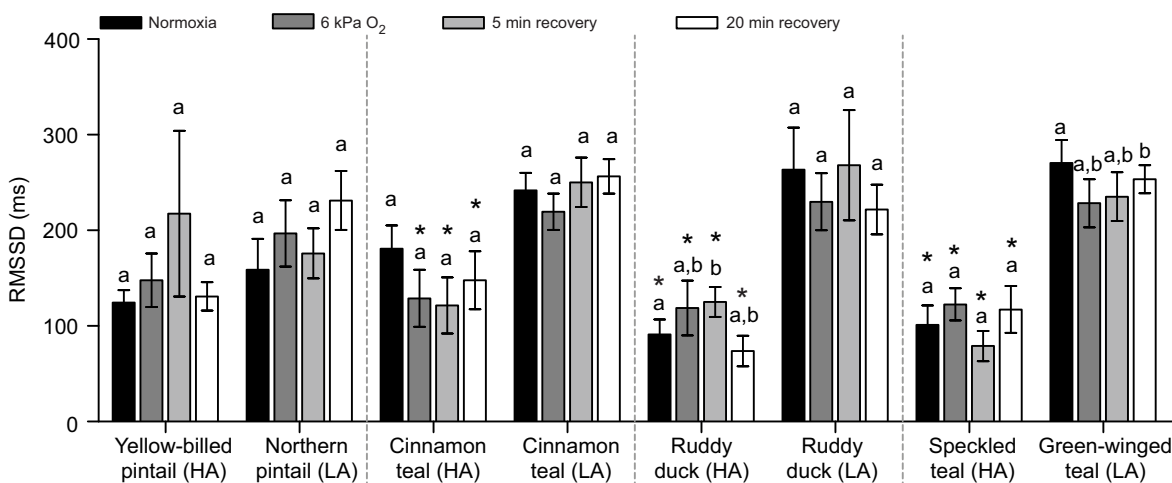 Normoxia
6 kPa O2
5 min recovery
20 min recovery
RMSSD (ms)
400
300
200
100
0
a
a
a
a
a
a
a
a
a
*
a
*
a
*
a
a
a
a
a
*
a
*
a,b
*
b
*
a,b
a
a
a
a
*
a
*
a
*
a
*
a
a
a,b
a,b
b
Yellow-billed
pintail (HA)
Northern
pintail (LA)
Cinnamon
teal (HA)
Cinnamon
teal (LA)
Ruddy
duck (HA)
Ruddy
duck (LA)
Speckled
teal (HA)
Green-winged
teal (LA)